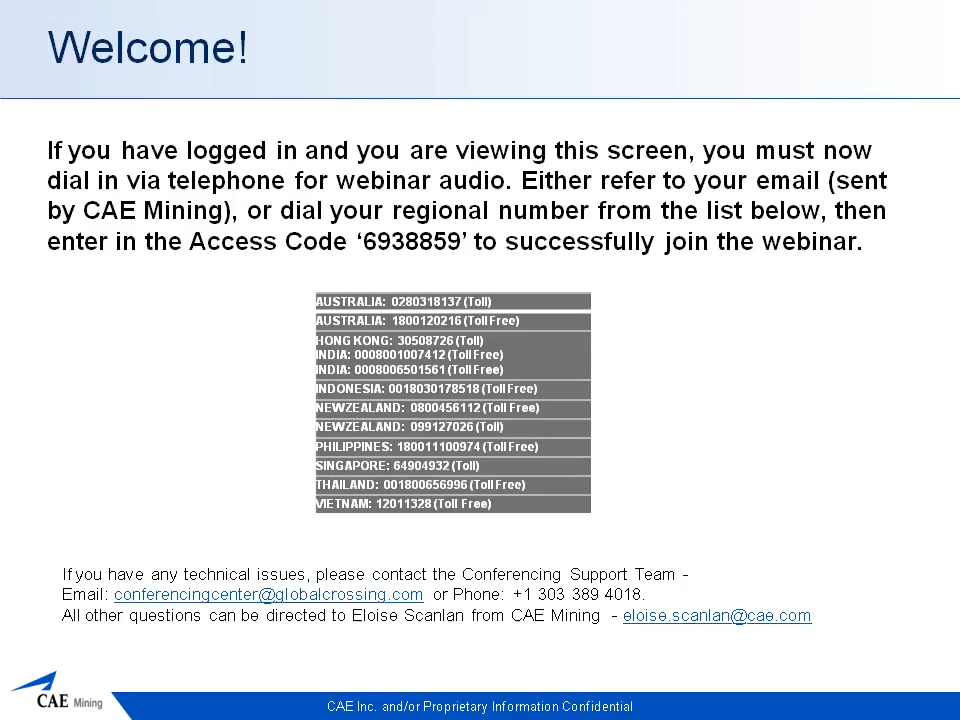 Welcome!
If you have logged in and you are viewing this screen, you must now
dial in via telephone for webinar audo. Either refer to your email (sent
by CAE Mining), or dial your regional number from the list below, then
enter in the Access Code ‘6938859’ to successfully join the webinar.
AUSTRALIA: 0280318137 (Toll)
AUSTRALIA: 1800120216 (Toll Free)
HONG KONG: 30508726 (Toll)
INDIA: 0008001007412 (Toll Free)
INDIA: 0008006501561 (Toll Free)
INDONESIA: 0018030178518 (Toll Free)
NEWZEALAND: 0800456112 (Toll Free)
NEWZEALAND: 099127026 (Toll)
PHILIPPINES: 180011100974 (Toll Free)
SINGAPORE: 64904932 (Toll)
THAILAND: 001800656996 (Toll Free)
VIETNAM: 12011328 (Toll Free)
If you have any technical issues, please contact the Conferencing Support Team -
Email: conferencingcenter@globalcrossing.com or Phone: +1 303 389 4018.
All other questions can be directed to Eloise Scanlan from CAE Mining - eloise.scanlan@cae.com
CAE Mining
CAE Inc. and/or Proprietary Information Confidential